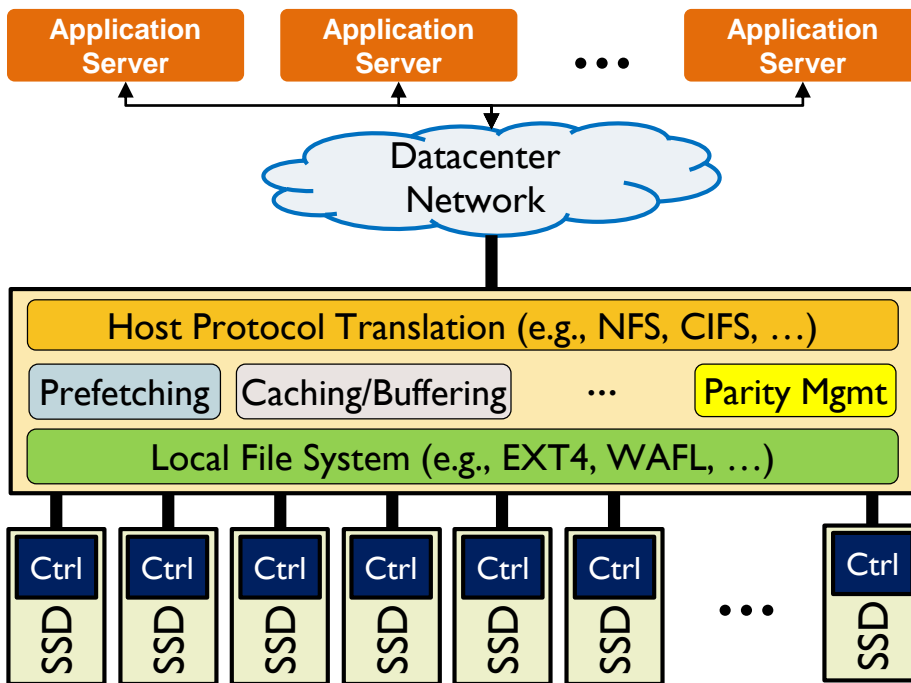 Application
Server
Application
Server
Application
Server
...
Datacenter
Network
Host Protocol Translation (e.g., NFS, CIFS, …)
Prefetching
Caching/Buffering
...
Parity Mgmt
Local File System (e.g., EXT4, WAFL, …)
Ctrl
SSD
Ctrl
SSD
Ctrl
SSD
Ctrl
SSD
Ctrl
SSD
Ctrl
SSD
...
Ctrl
SSD